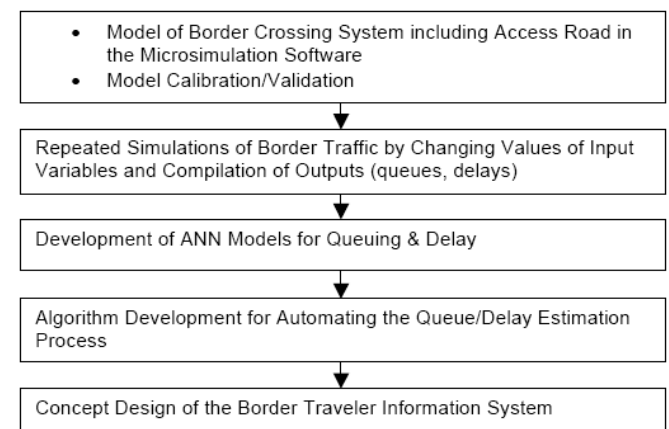 • Model of Border Crossing System including Access Road in
the Microsimulation Software
• Model Calibration/Validation
Repeated Simulations of Border Traffic by Changing Values of Input
Variables and Compilation of Outputs (queues, delays)
Development of ANN Models for Queuing & Delay
Algorithm Development for Automating the Queue/Delay Estimation
Process
Concept Design of the Border Traveler Information System